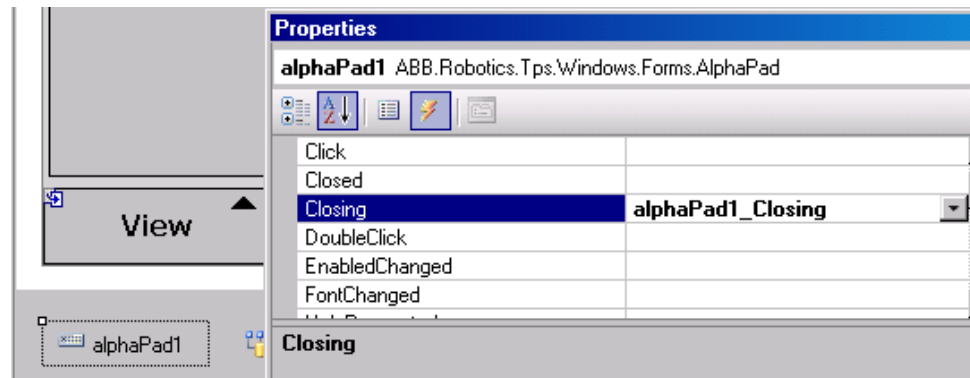 Properties
alphaPad1 ABB.Robotics.Tps.Windows.Forms.AlphaPad
Click
Closed
Closing alphaPad1_Closing
View
DoubleClick
EnabledChanged
FontChanged
alphaPad1
Closing